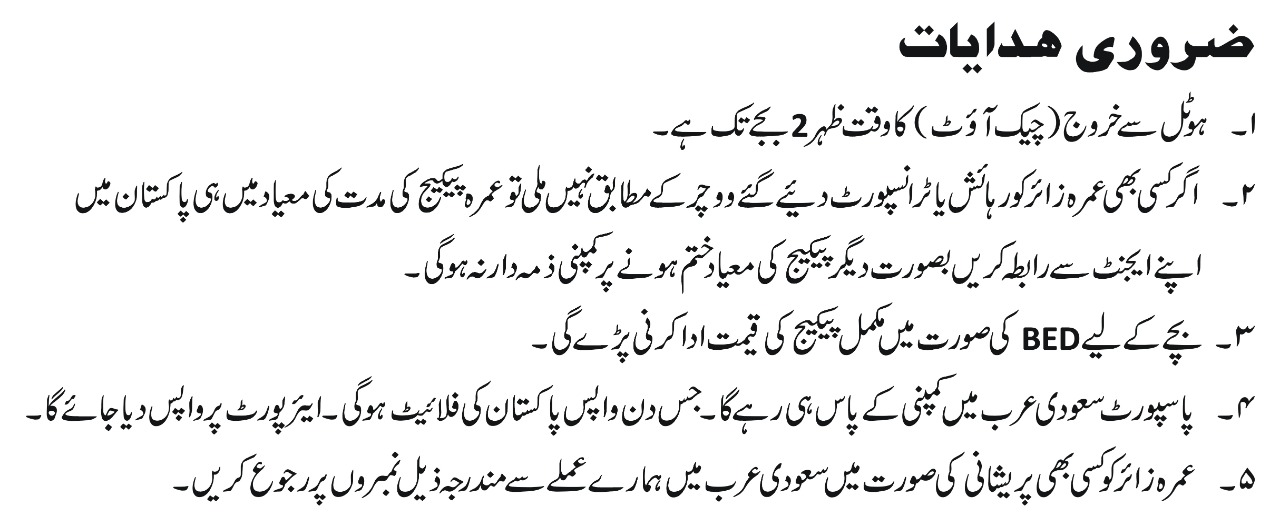 ضروری هدایات
۱۔ ہوٹل سے خروج (چیک آؤٹ) کا وقت ظہر 2 بجے تک ہے۔
۲۔ اگر کسی بھی عمرہ زائر کو رہائش یا ٹرانسپورٹ دیئے گئے ووچر کے مطابق نہیں ملی تو عمرہ پیکیج کی مدت کی معیاد میں ہی پاکستان میں
اپنے ایجنٹ سے رابطہ کریں بصورت دیگر پیکیج کی معیاد ختم ہونے پر کمپنی ذمہ دار نہ ہوگی۔
۳۔ بچے کے لیے BED کی صورت میں مکمل پیکیج کی قیمت ادا کرنی پڑے گی۔
۴۔ پاسپورٹ سعودی عرب میں کمپنی کے پاس ہی رہے گا۔ جس دن واپس پاکستان کی فلائیٹ ہوگی۔ ایئرپورٹ پر واپس دیا جائے گا۔
۵۔ عمرہ زائر کو کسی بھی پریشانی کی صورت میں سعودی عرب میں ہمارے عملے سے مندرجہ ذیل نمبروں پر رجوع کریں۔